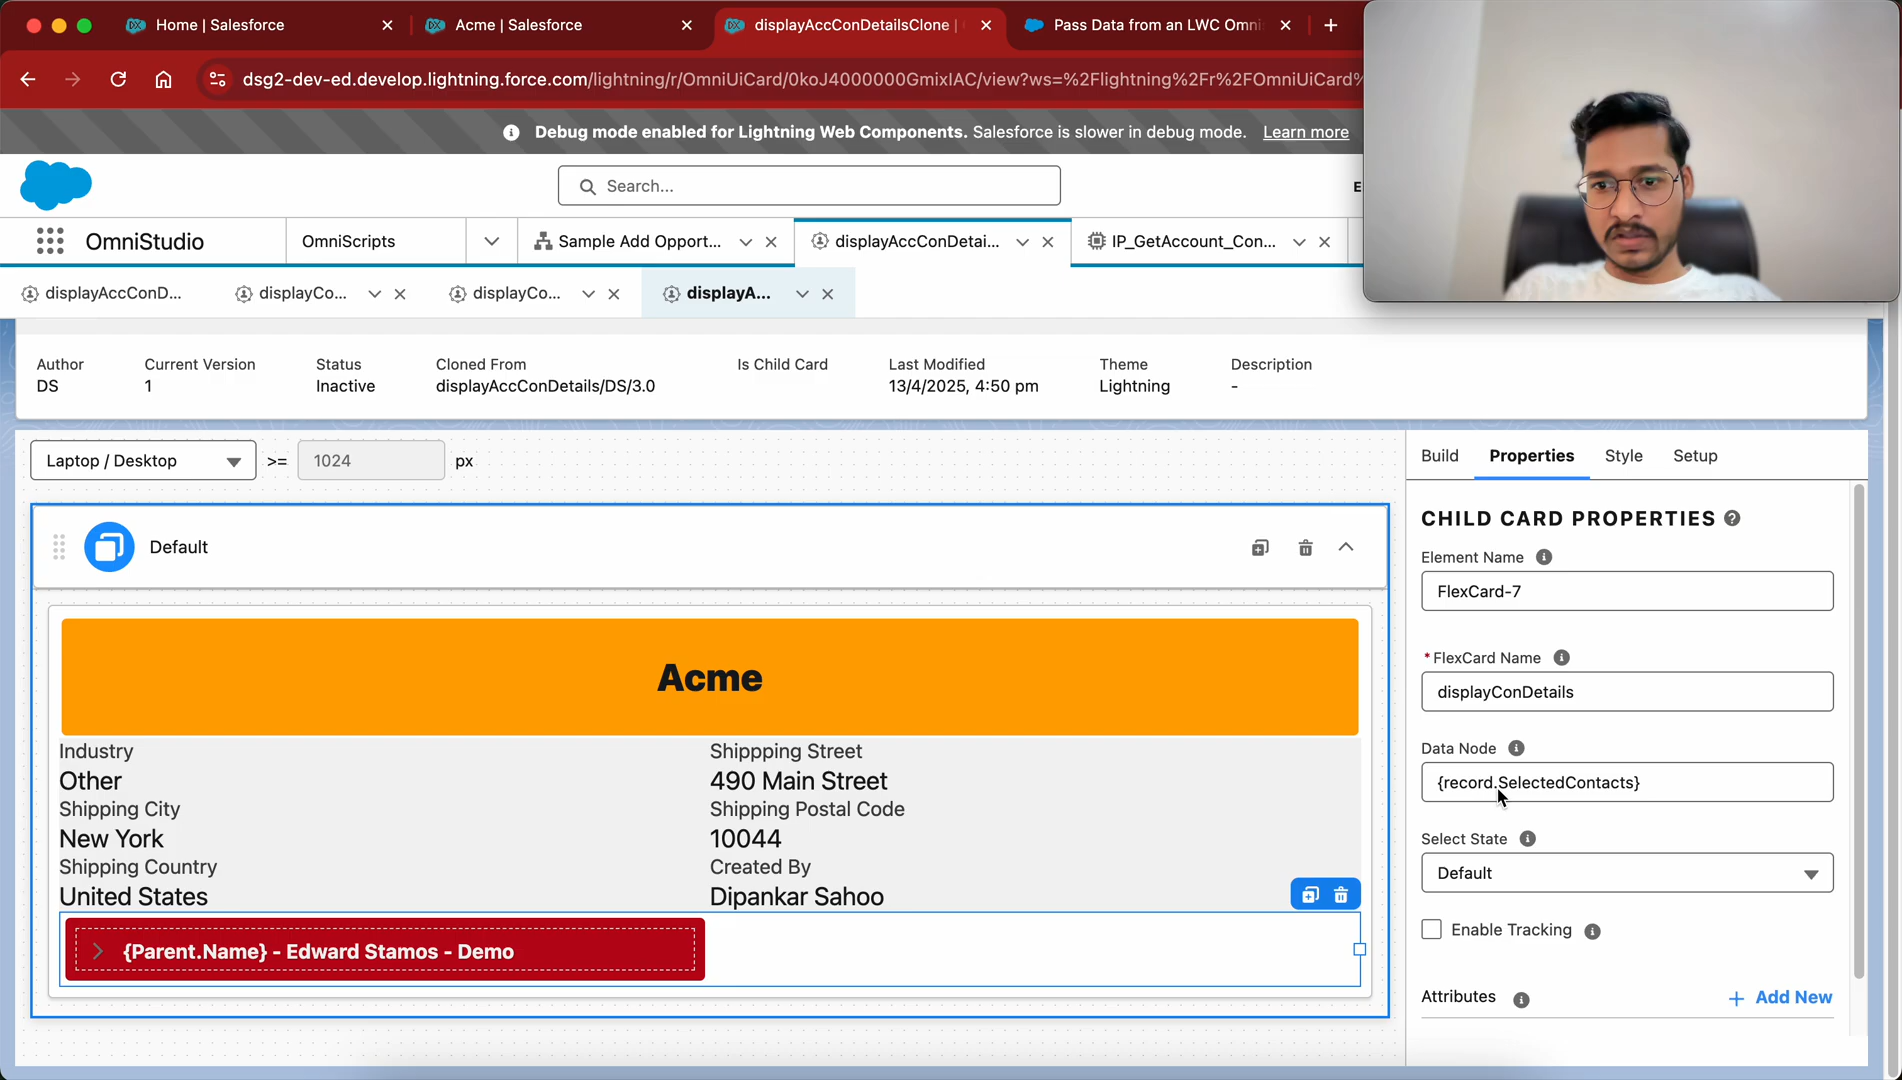 Home | Salesforce
Acme | Salesforce
displayAccConDetailsClone |
Pass Data from an LWC Omni
dsg2-dev-ed.develop.lightning.force.com/lightning/r/OmniUiCard/0koJ4000000GmixIAC/view?ws=%2Flightning%2Fr%2FOmniUiCard%
Debug mode enabled for Lightning Web Components. Salesforce is slower in debug mode. Learn more
Search...
E
OmniStudio
OmniScripts
Sample Add Opport...
displayAccConDetai...
IP_GetAccount_Con...
displayAccConD...
displayCo...
displayCo...
displayA...
Author
Current Version
Status
Cloned From
Is Child Card
Last Modified
Theme
Description
DS
1
Inactive
displayAccConDetails/DS/3.0
13/4/2025, 4:50 pm
Lightning
-
Laptop / Desktop
>=
1024
px
Default
Acme
Industry
Shippping Street
Other
490 Main Street
Shipping City
Shipping Postal Code
New York
10044
Shipping Country
Created By
United States
Dipankar Sahoo
{Parent.Name} - Edward Stamos - Demo
Build
Properties
Style
Setup
CHILD CARD PROPERTIES
Element Name
FlexCard-7
* FlexCard Name
displayConDetails
Data Node
{record.SelectedContacts}
Select State
Default
Enable Tracking
Attributes
+ Add New